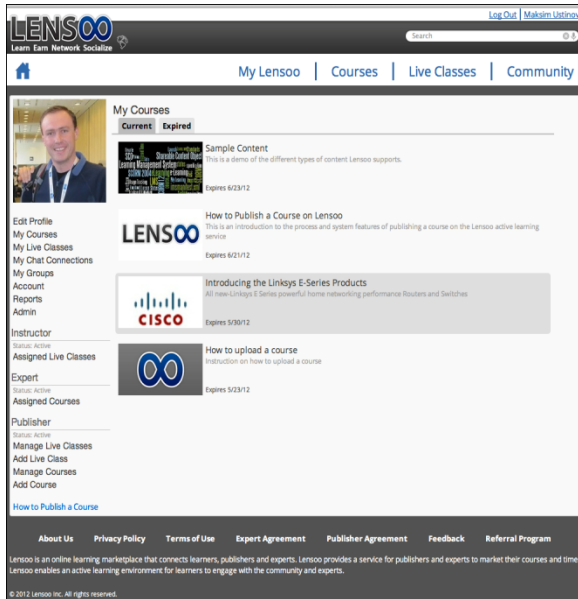 Log Out | Maksim Ustinov
LENSOO
Learn Earn Network Socialize
Search
My Lensoo | Courses | Live Classes | Community
My Courses
Current Expired
Sample Content
This is a demo of the different types of content Lensoo supports.
Expires 6/23/12
LENSOO
How to Publish a Course on Lensoo
This is an introduction to the process and system features of publishing a course on the Lensoo active learning
service
Expires 6/21/12
CISCO
Introducing the Linksys E-Series Products
All new-Linksys E Series powerful home networking performance Routers and Switches
Expires 5/30/12
How to upload a course
Instruction on how to upload a course
Expires 5/23/12
Edit Profile
My Courses
My Live Classes
My Chat Connections
My Groups
Account
Reports
Admin
Instructor
Status: Active
Assigned Live Classes
Expert
Status: Active
Assigned Courses
Publisher
Status: Active
Manage Live Classes
Add Live Class
Manage Courses
Add Course
How to Publish a Course
About Us Privacy Policy Terms of Use Expert Agreement Publisher Agreement Feedback Referral Program
Lensoo is an online learning marketplace that connects learners, publishers and experts. Lensoo provides a service for publishers and experts to market their courses and time
Lensoo enables an active learning environment for learners to engage with the community and experts.
© 2012 Lensoo Inc. All rights reserved.